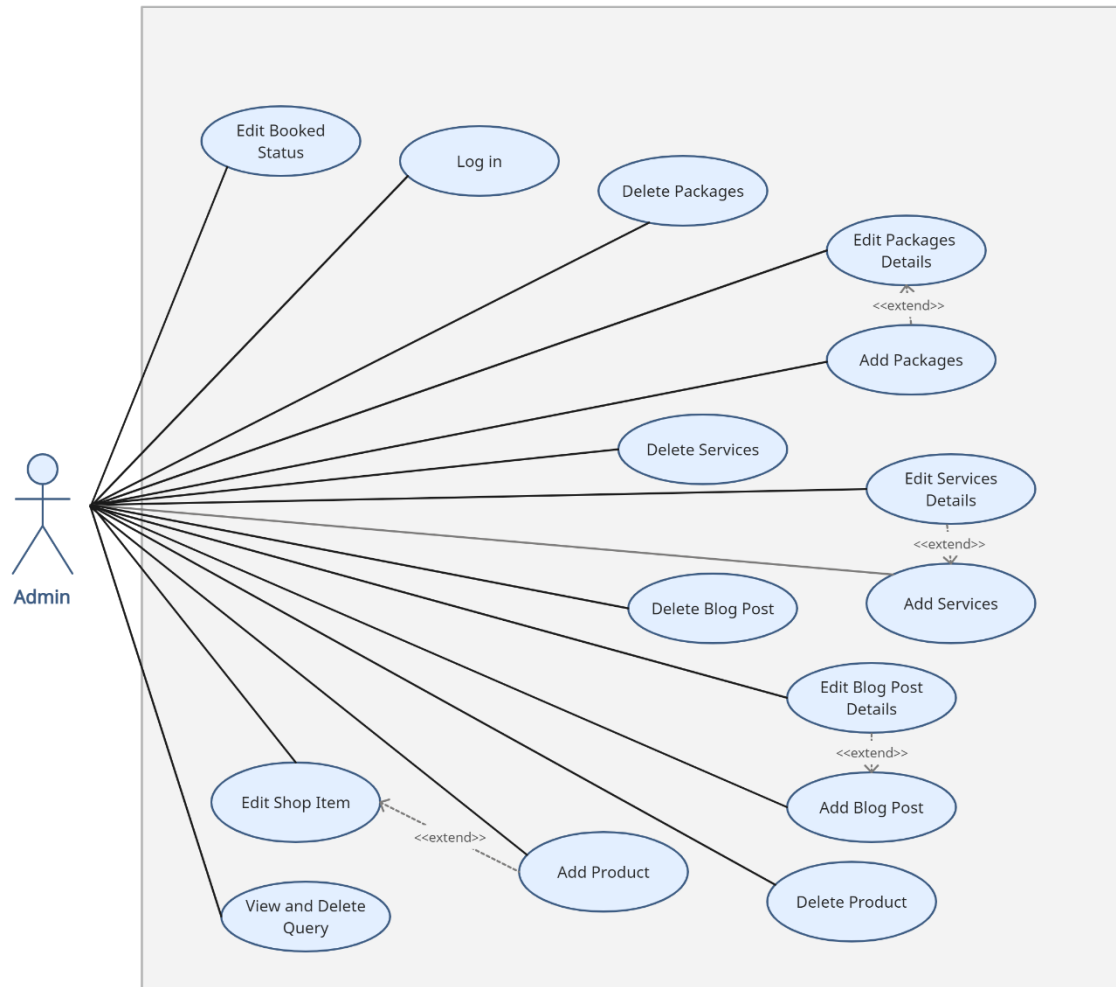 Edit Booked
Status
Log in
Delete Packages
Edit Packages
Details
<<extend>>
Add Packages
Delete Services
Edit Services
Details
<<extend>>
Add Services
Admin
Delete Blog Post
Edit Blog Post
Details
<<extend>>
Add Blog Post
Edit Shop Item
<<extend>>
Add Product
Delete Product
View and Delete
Query